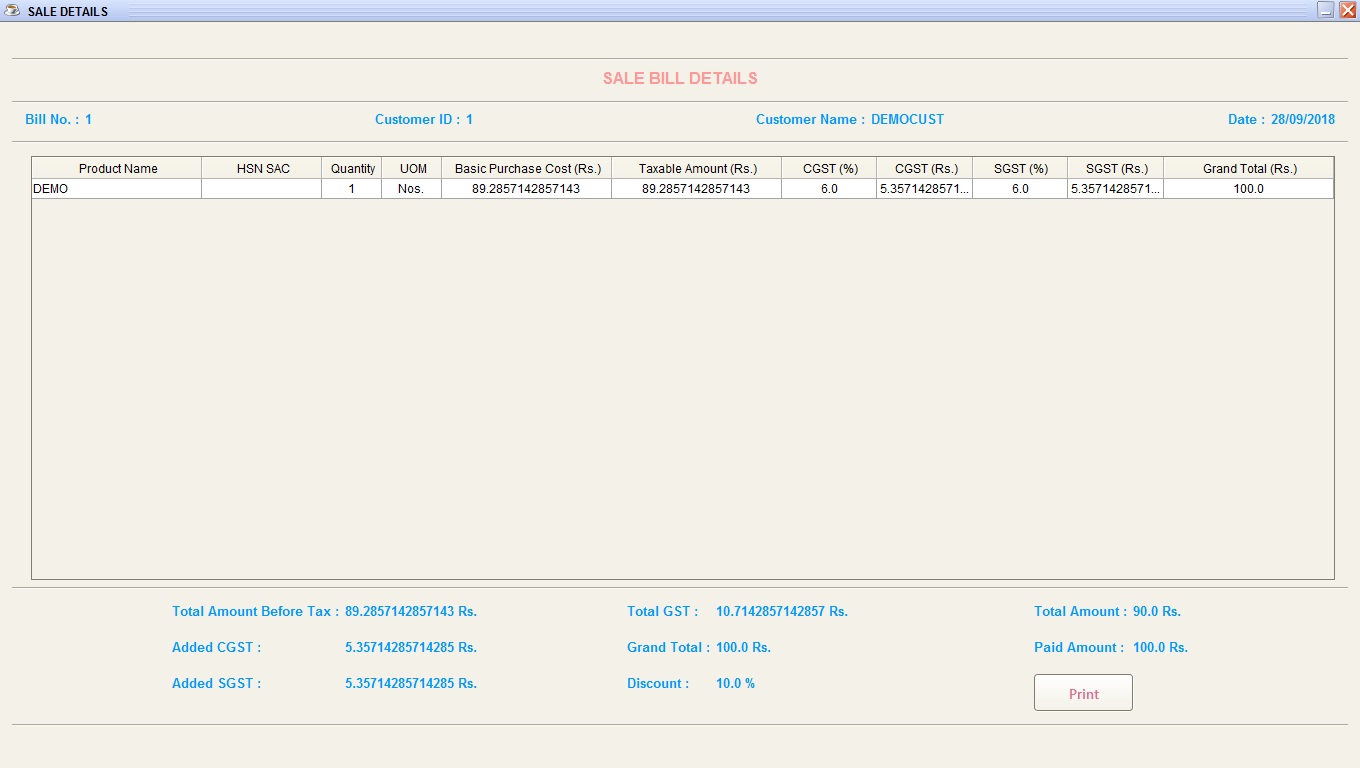 SALE DETAILS
SALE BILL DETAILS
Bill No. : 1 Customer ID : 1 Customer Name : DEMOCUST Date : 28/09/2018
Product Name HSN SAC Quantity UOM Basic Purchase Cost (Rs.) Taxable Amount (Rs.) CGST (%) CGST (Rs.) SGST (%) SGST (Rs.) Grand Total (Rs.)
DEMO 1 Nos. 89.2857142857143 89.2857142857143 6.0 5.3571428571... 6.0 5.3571428571... 100.0
Total Amount Before Tax : 89.2857142857143 Rs. Total GST : 10.7142857142857 Rs. Total Amount : 90.0 Rs.
Added CGST : 5.35714285714285 Rs. Grand Total : 100.0 Rs. Paid Amount : 100.0 Rs.
Added SGST : 5.35714285714285 Rs. Discount : 10.0 %
Print